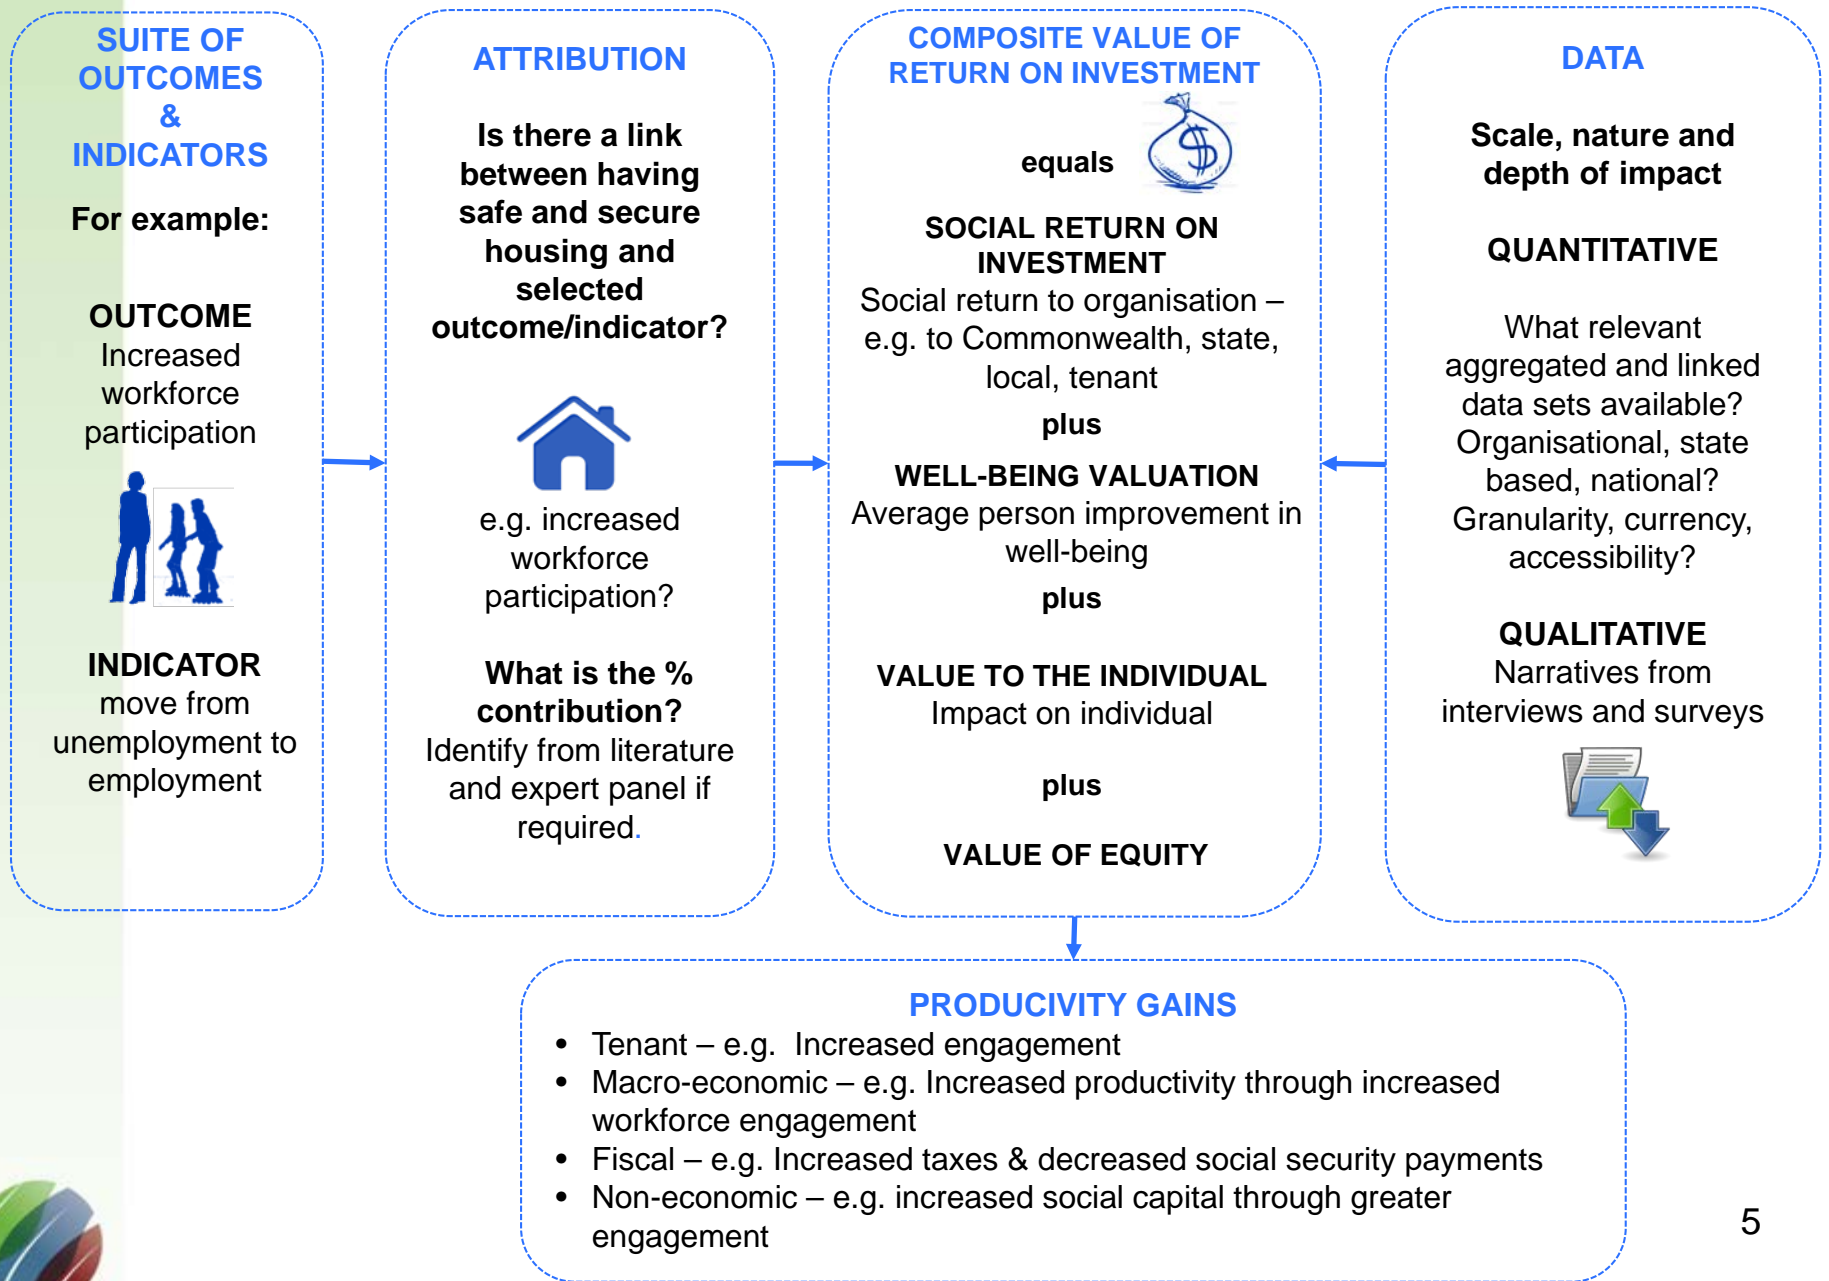 SUITE OF
OUTCOMES
&
INDICATORS
For example:
OUTCOME
Increased
workforce
participation
INDICATOR
move from
unemployment to
employment
ATTRIBUTION
Is there a link
between having
safe and secure
housing and
selected
outcome/indicator?
e.g. increased
workforce
participation?
What is the %
contribution?
Identify from literature
and expert panel if
required.
COMPOSITE VALUE OF
RETURN ON INVESTMENT
equals
$
SOCIAL RETURN ON
INVESTMENT
Social return to organisation –
e.g. to Commonwealth, state,
local, tenant
plus
WELL-BEING VALUATION
Average person improvement in
well-being
plus
VALUE TO THE INDIVIDUAL
Impact on individual
plus
VALUE OF EQUITY
DATA
Scale, nature and
depth of impact
QUANTITATIVE
What relevant
aggregated and linked
data sets available?
Organisational, state
based, national?
Granularity, currency,
accessibility?
QUALITATIVE
Narratives from
interviews and surveys
PRODUCIVITY GAINS
• Tenant – e.g. Increased engagement
• Macro-economic – e.g. Increased productivity through increased
workforce engagement
• Fiscal – e.g. Increased taxes & decreased social security payments
• Non-economic – e.g. increased social capital through greater
engagement
5